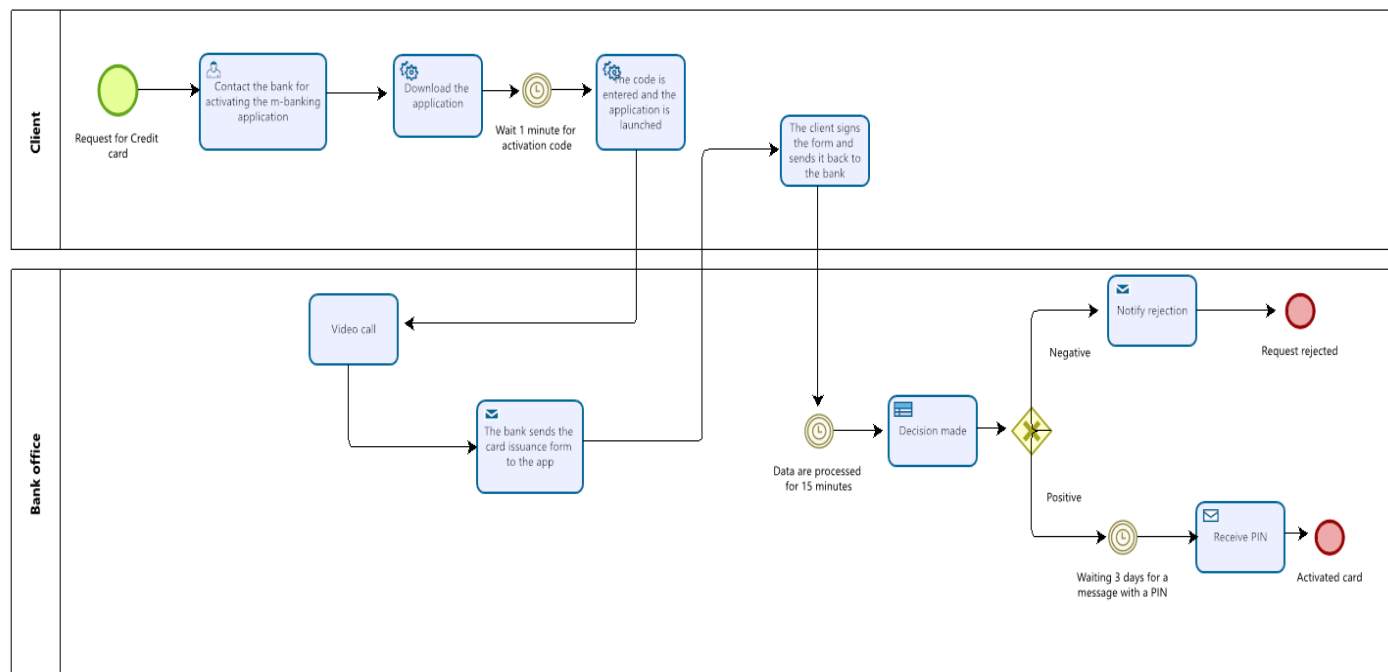 Client
Request for Credit
card
Contact the bank for
activating the m-banking
application
Download the
application
Wait 1 minute for
activation code
The code is
entered and the
application is
launched
The client signs
the form and
sends it back to
the bank
Bank office
Video call
The bank sends the
card issuance form
to the app
Data are processed
for 15 minutes
Decision made
Negative
Notify rejection
Request rejected
Positive
Waiting 3 days for a
message with a PIN
Receive PIN
Activated card